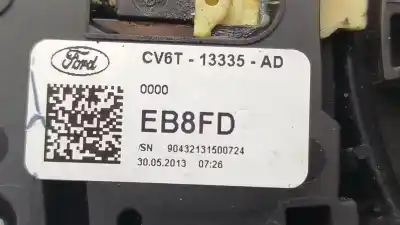 Ford
CV6T - 13335 - AD
0000
EB8FD
/SN 90432131500724
30.05.2013 07:26